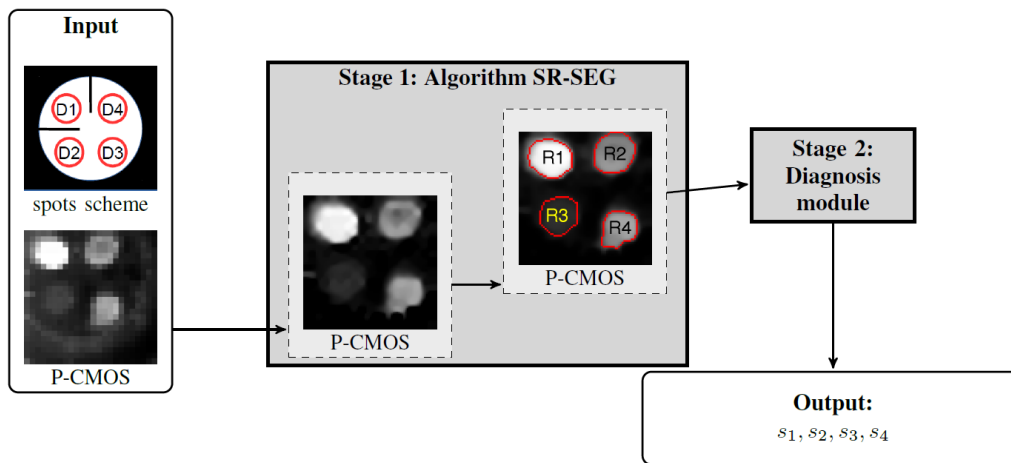 Input
D1
D4
D2
D3
spots scheme
P-CMOS
Stage 1: Algorithm SR-SEG
P-CMOS
R1
R2
R3
R4
P-CMOS
Stage 2:
Diagnosis
module
Output:
s₁, s₂, s₃, s₄